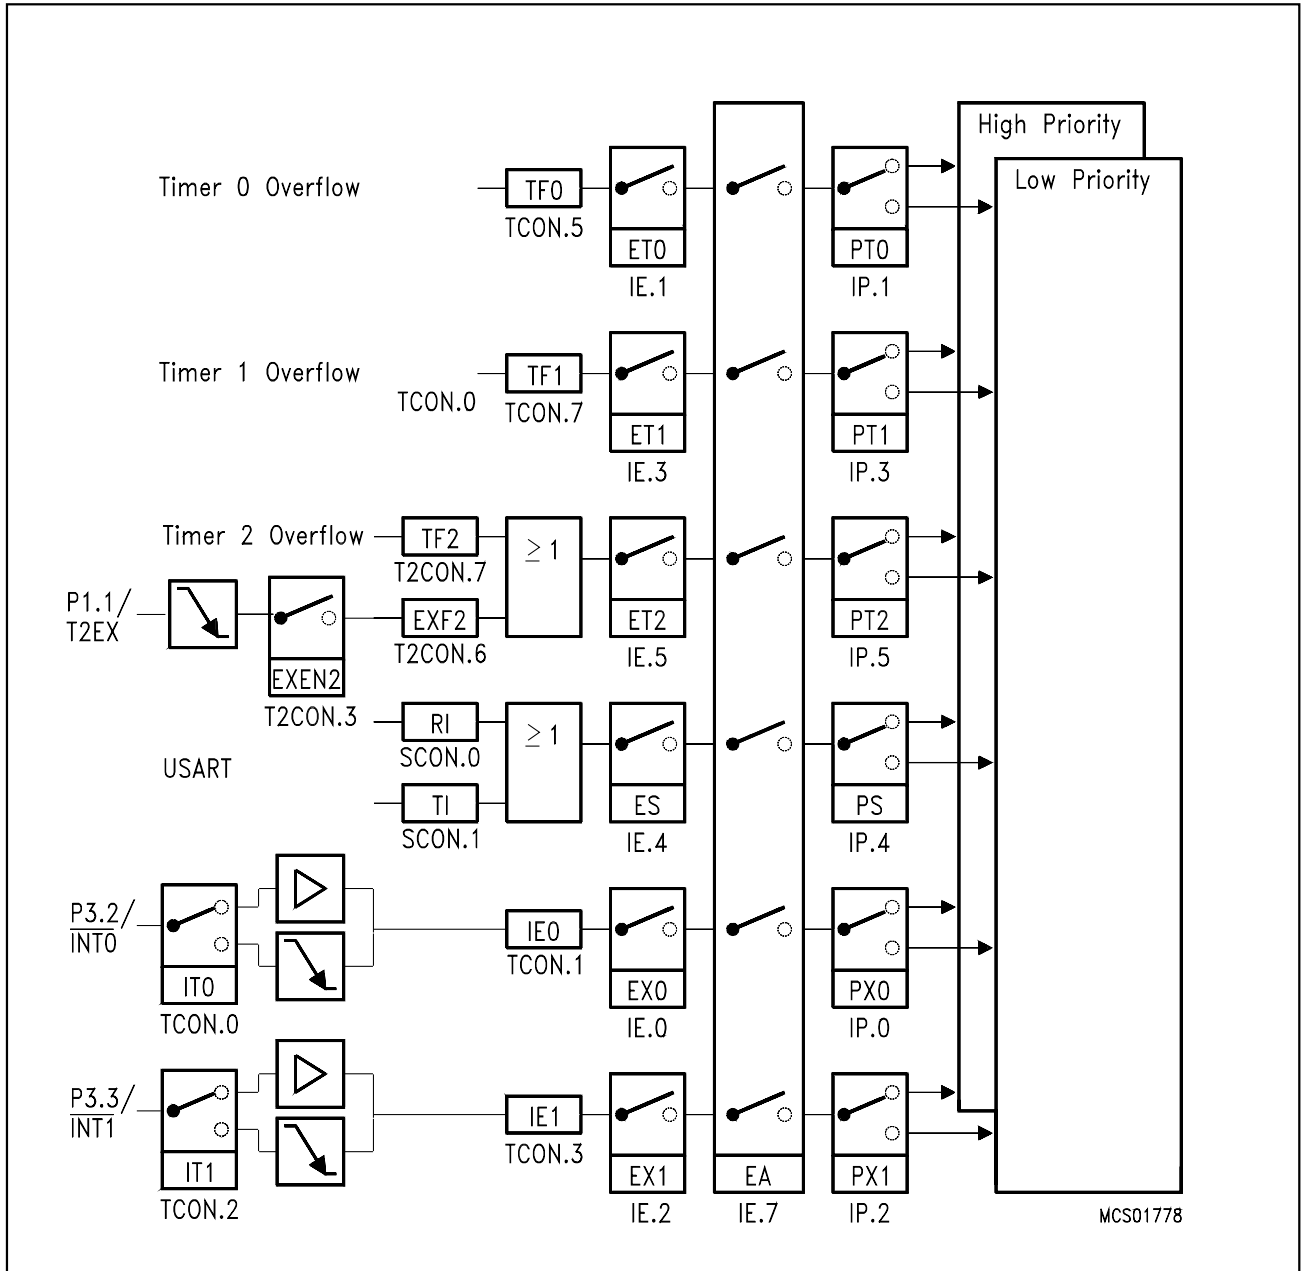 High Priority
Low Priority
Timer 0 Overflow
TF0
TCON.5
ET0
IE.1
PT0
IP.1
Timer 1 Overflow
TCON.0
TF1
TCON.7
ET1
IE.3
PT1
IP.3
Timer 2 Overflow
TF2
T2CON.7
≥1
P1.1/
T2EX
EXEN2
T2CON.3
EXF2
T2CON.6
ET2
IE.5
PT2
IP.5
USART
RI
SCON.0
TI
SCON.1
≥1
ES
IE.4
PS
IP.4
P3.2/
INT0
IT0
TCON.0
IE0
TCON.1
EX0
IE.0
PX0
IP.0
P3.3/
INT1
IT1
TCON.2
IE1
TCON.3
EX1
IE.2
EA
IE.7
PX1
IP.2
MCS01778